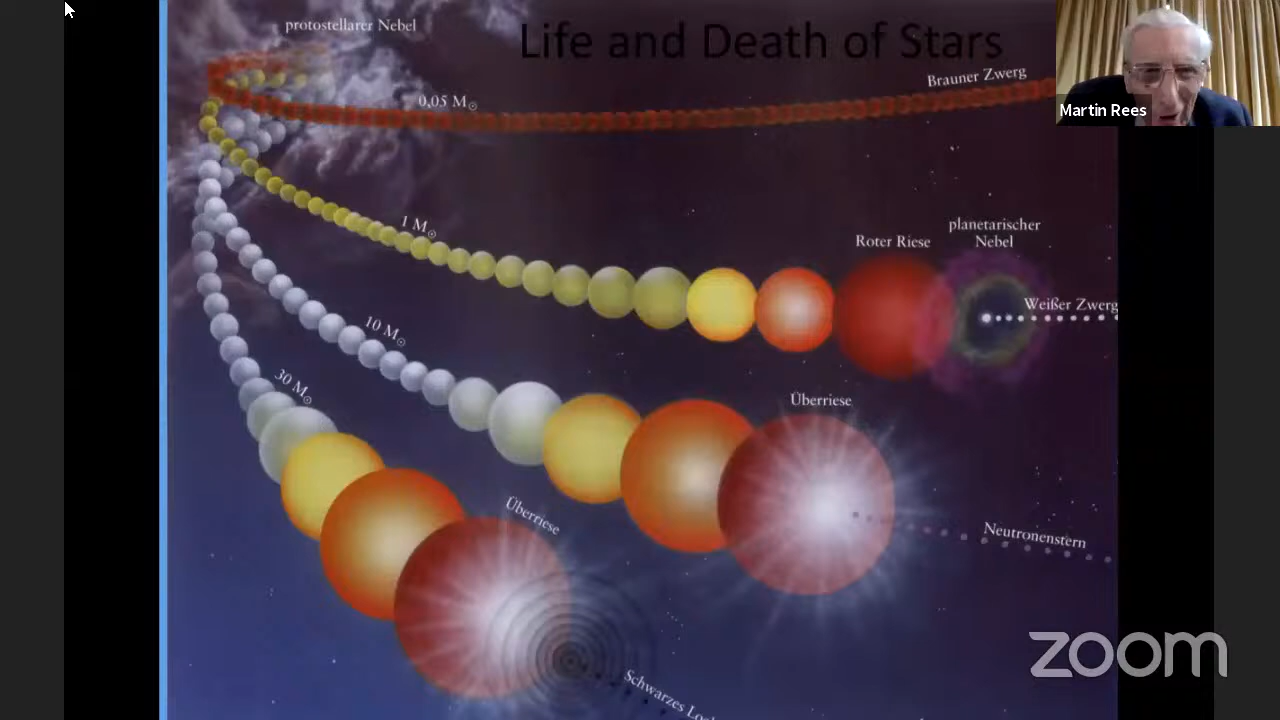 protostellarer Nebel
Life and Death of Stars
Brauner Zwerg
0,05 M☉
Martin Rees
1 M☉
Roter Riese
planetarischer
Nebel
Weißer Zwerg
10 M☉
30 M☉
Überriese
Überriese
Neutronenstern
Schwarzes Loch
zoom